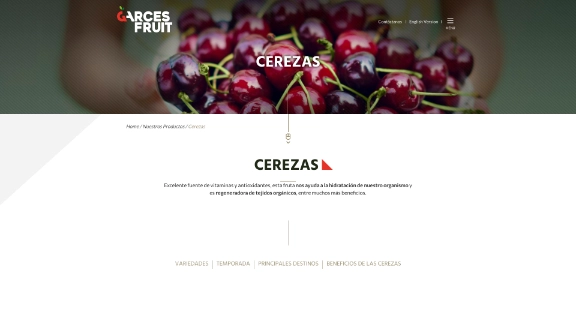 GARCES
FRUIT
Contáctenos | English Version |
MENÚ
CEREZAS
Home / Nuestros Productos / Cerezas
CEREZAS
Excelente fuente de vitaminas y antioxidantes, esta fruta nos ayuda a la hidratación de nuestro organismo y
es regeneradora de tejidos orgánicos, entre muchos más beneficios.
VARIEDADES | TEMPORADA | PRINCIPALES DESTINOS | BENEFICIOS DE LAS CEREZAS